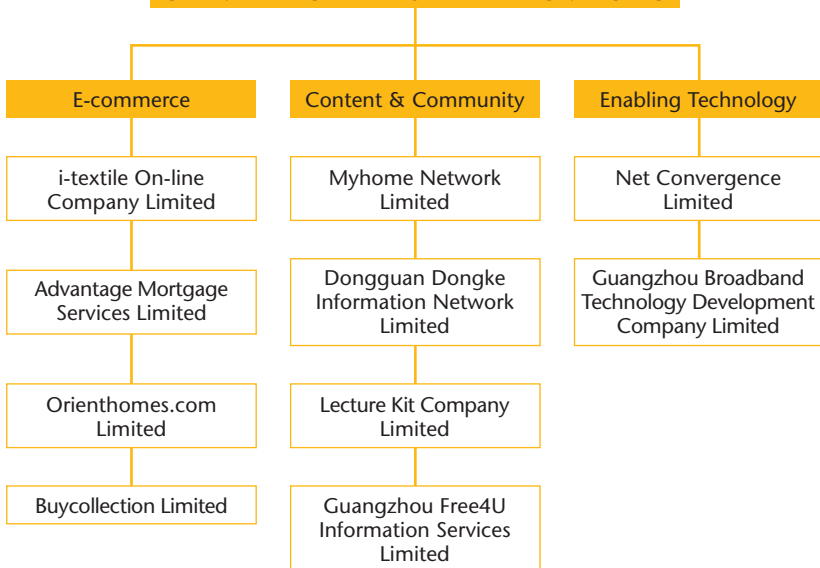 E-commerce
i-textile On-line
Company Limited
Advantage Mortgage
Services Limited
Orienthomes.com
Limited
Buycollection Limited
Content & Community
Myhome Network
Limited
Dongguan Dongke
Information Network
Limited
Lecture Kit Company
Limited
Guangzhou Free4U
Information Services
Limited
Enabling Technology
Net Convergence
Limited
Guangzhou Broadband
Technology Development
Company Limited